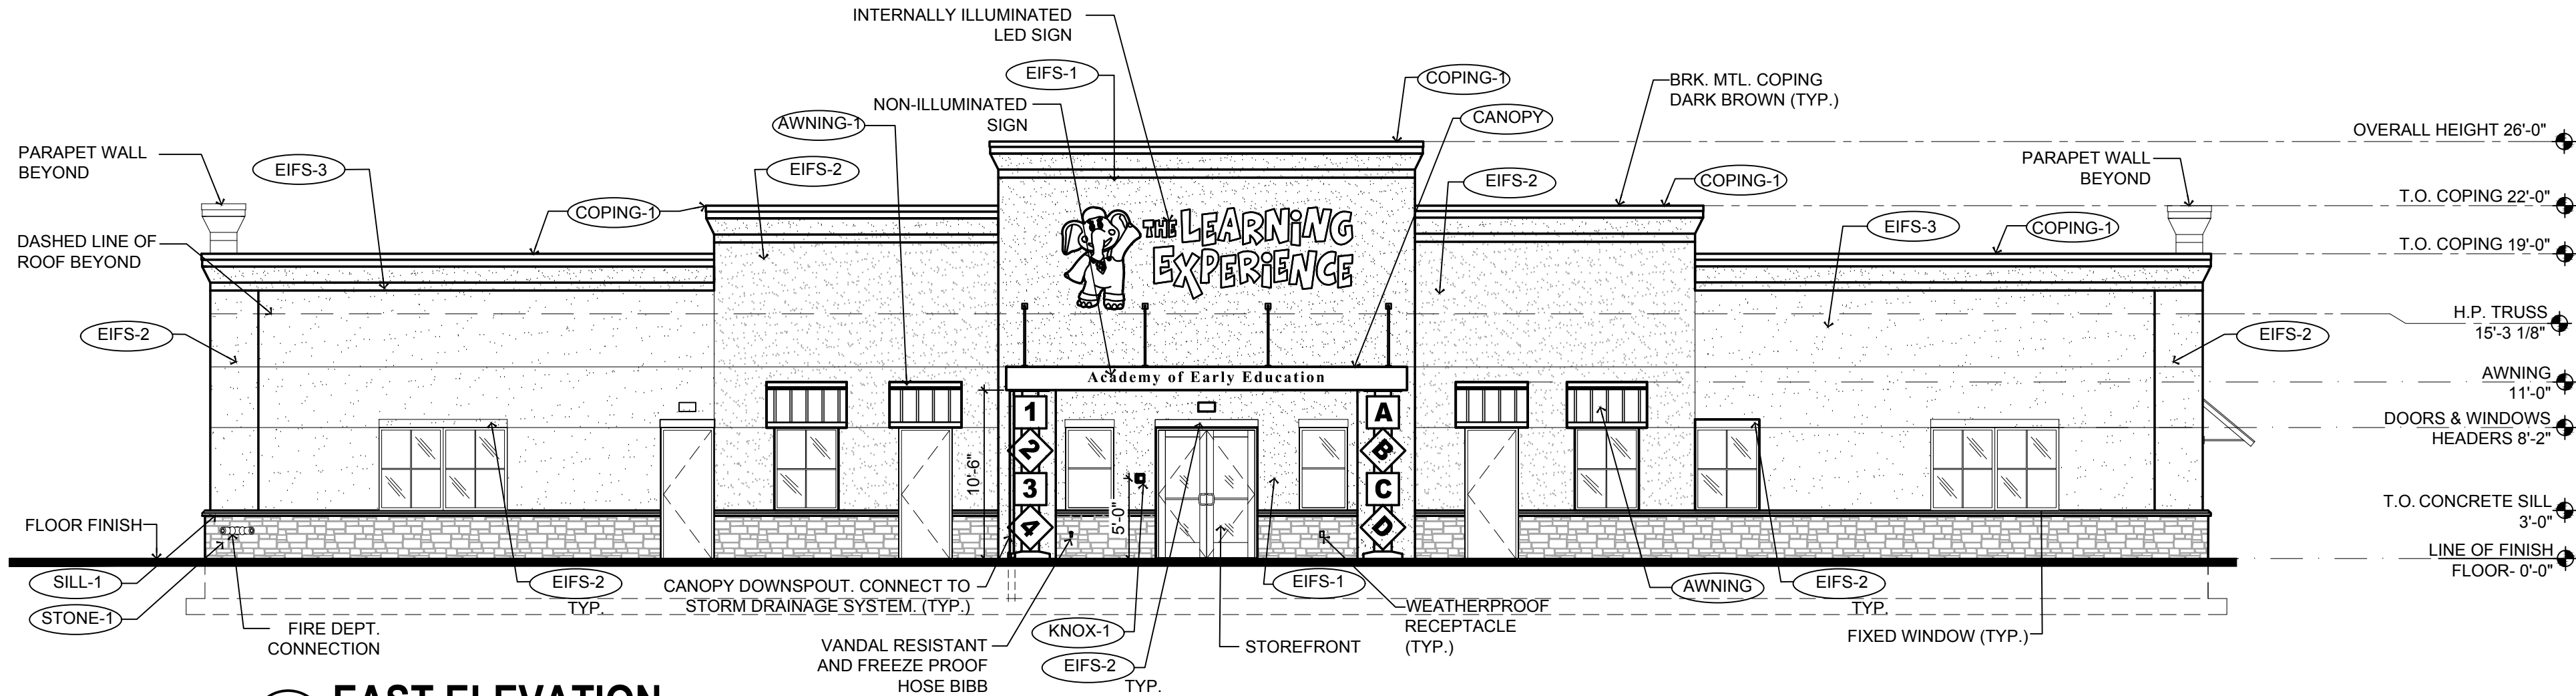 INTERNALLY ILLUMINATED
LED SIGN
EIFS-1
NON-ILLUMINATED
SIGN
AWNING-1
EIFS-2
COPING-1
BRK. MTL. COPING
DARK BROWN (TYP.)
CANOPY
OVERALL HEIGHT 26'-0"
PARAPET WALL
BEYOND
EIFS-3
COPING-1
EIFS-2
COPING-1
PARAPET WALL
BEYOND
T.O. COPING 22'-0"
DASHED LINE OF
ROOF BEYOND
THE LEARNING
EXPERIENCE
EIFS-3
COPING-1
T.O. COPING 19'-0"
EIFS-2
H.P. TRUSS
15'-3 1/8"
EIFS-2
Academy of Early Education
AWNING
11'-0"
DOORS & WINDOWS
HEADERS 8'-2"
1
2
3
4
A
B
C
D
10'-6"
5'-0"
T.O. CONCRETE SILL
3'-0"
FLOOR FINISH
LINE OF FINISH
FLOOR- 0'-0"
SILL-1
STONE-1
FIRE DEPT.
CONNECTION
EIFS-2
TYP.
CANOPY DOWNSPOUT. CONNECT TO
STORM DRAINAGE SYSTEM. (TYP.)
VANDAL RESISTANT
AND FREEZE PROOF
HOSE BIBB
KNOX-1
EIFS-2
TYP.
STOREFRONT
EIFS-1
WEATHERPROOF
RECEPTACLE
(TYP.)
AWNING
EIFS-2
TYP.
FIXED WINDOW (TYP.)
EAST ELEVATION